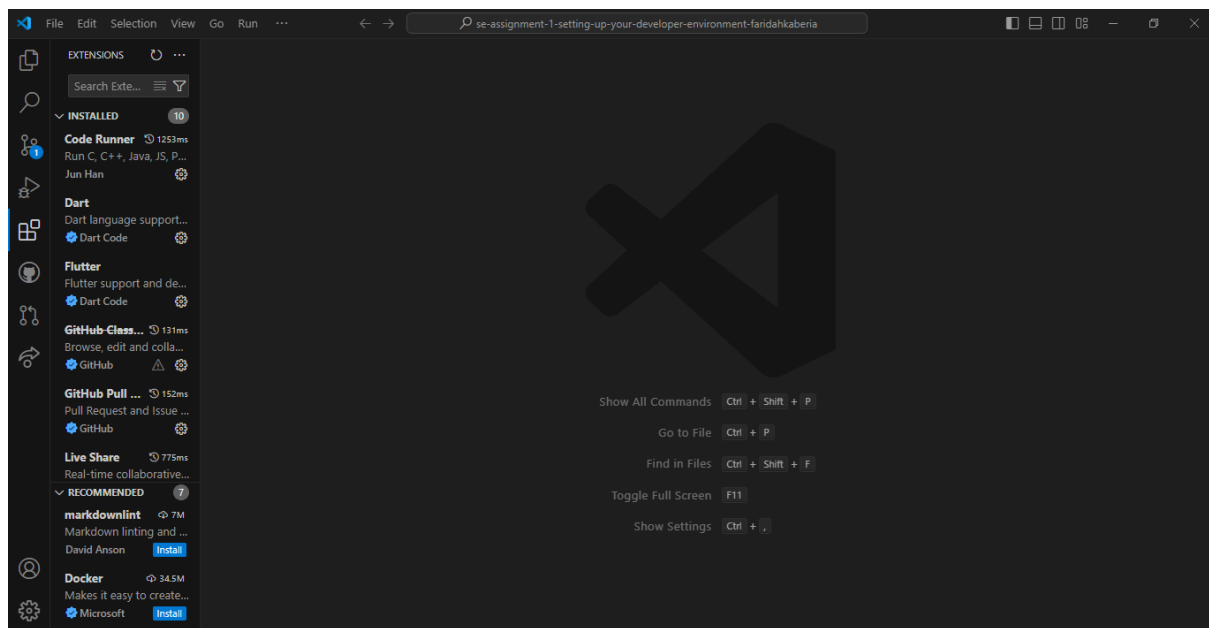 File Edit Selection View Go Run ...
se-assignment-1-setting-up-your-developer-environment-faridahkaberia
EXTENSIONS
Search Exte...
INSTALLED 10
Code Runner 1253ms
Run C, C++, Java, JS, P...
Jun Han
Dart
Dart language support...
Dart Code
Flutter
Flutter support and de...
Dart Code
GitHub Class... 131ms
Browse, edit and colla...
GitHub
GitHub Pull ... 152ms
Pull Request and Issue ...
GitHub
Live Share 775ms
Real-time collaborative...
RECOMMENDED 7
markdownlint 7M
Markdown linting and ...
David Anson Install
Docker 34.5M
Makes it easy to create...
Microsoft Install
1
Show All Commands Ctrl + Shift + P
Go to File Ctrl + P
Find in Files Ctrl + Shift + F
Toggle Full Screen F11
Show Settings Ctrl + ,